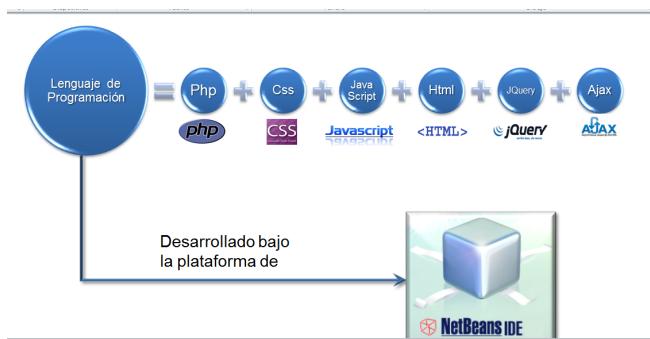 Lenguaje de
Programación
Php
Css
Java
Script
Html
JQuery
Ajax
php
CSS
Javascript
<HTML>
jQuery
AJAX
Desarrollado bajo
la plataforma de
NetBeans IDE